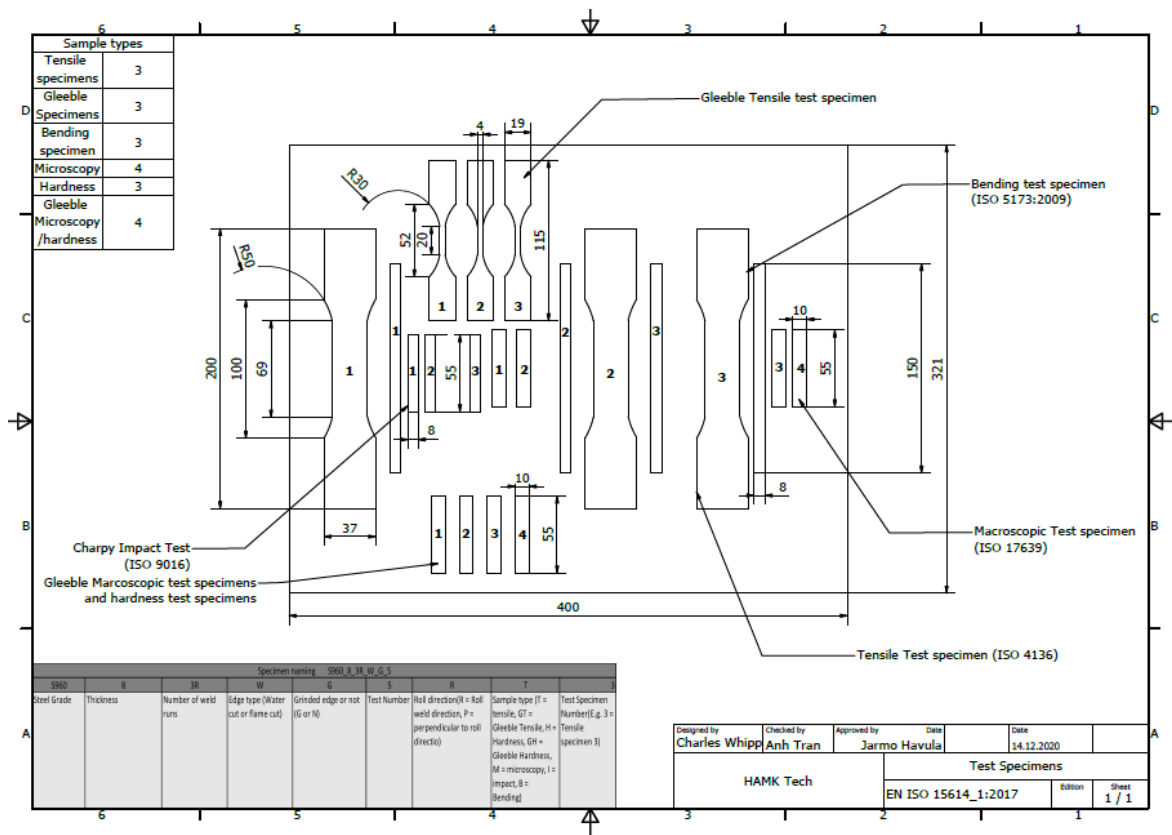 6 5 4 3 2 1
Sample types
Tensile specimens 3
Gleeble Specimens 3
Bending specimen 3
Microscopy 4
Hardness 3
Gleeble Microscopy /hardness 4
D
D
C
C
B
B
A
A
Gleeble Tensile test specimen
4
19
R30
Bending test specimen
(ISO 5173:2009)
52
20
115
R50
1 2 3
200
100
69
1
1
1 2 55 3 1 2
8
2
2
3
3
3 4
10
55
150
321
8
37
Charpy Impact Test
(ISO 9016)
Gleeble Marcoscopic test specimens
and hardness test specimens
1 2 3 4
10
55
Macroscopic Test specimen
(ISO 17639)
400
Tensile Test specimen (ISO 4136)
Specimen naming S960_8_3R_W_G_5
S960 8 3R W G 5 R T 3
Steel Grade
Thickness
Number of weld
runs
Edge type (Water
cut or flame cut)
Grinded edge or not
(G or N)
Test Number
Roll direction(R = Roll
weld direction, P =
perpendicular to roll
directio)
Sample type (T =
tensile, GT =
Gleeble Tensile, H =
Hardness, GH =
Gleeble Hardness,
M = microscopy, I =
impact, B =
Bending)
Test Specimen
Number(E.g. 3 =
Tensile
specimen 3)
Designed by
Charles Whipp
Checked by
Anh Tran
Approved by Date
Jarmo Havula
Date
14.12.2020
HAMK Tech
Test Specimens
EN ISO 15614_1:2017
Edition
Sheet
1 / 1
6 5 4 3 2 1